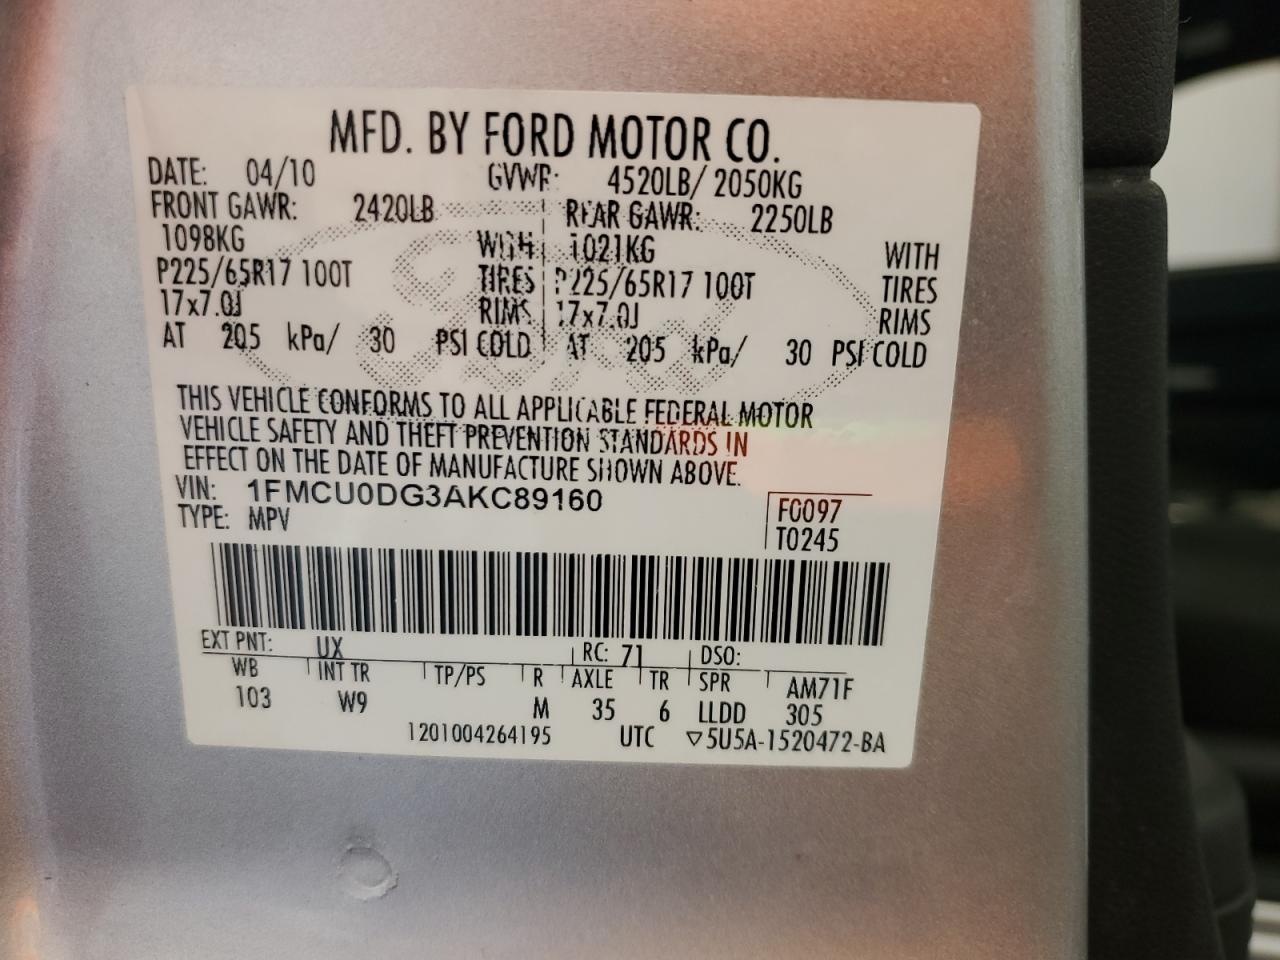 MFD. BY FORD MOTOR CO.
DATE: 04/10 GVWR: 4520LB/ 2050KG
FRONT GAWR: 2420LB REAR GAWR: 2250LB
1098KG WITH 1021KG WITH
P225/65R17 100T TIRES P225/65R17 100T TIRES
17x7.0J RIMS 17x7.0J RIMS
AT 205 kPa/ 30 PSI COLD AT 205 kPa/ 30 PSI COLD
THIS VEHICLE CONFORMS TO ALL APPLICABLE FEDERAL MOTOR
VEHICLE SAFETY AND THEFT PREVENTION STANDARDS IN
EFFECT ON THE DATE OF MANUFACTURE SHOWN ABOVE.
VIN: 1FMCU0DG3AKC89160 F0097
TYPE: MPV T0245
EXT PNT: UX RC: 71 DSO:
WB INT TR TP/PS R AXLE TR SPR AM71F
103 W9 M 35 6 LLDD 305
1201004264195 UTC ▽5U5A-1520472-BA